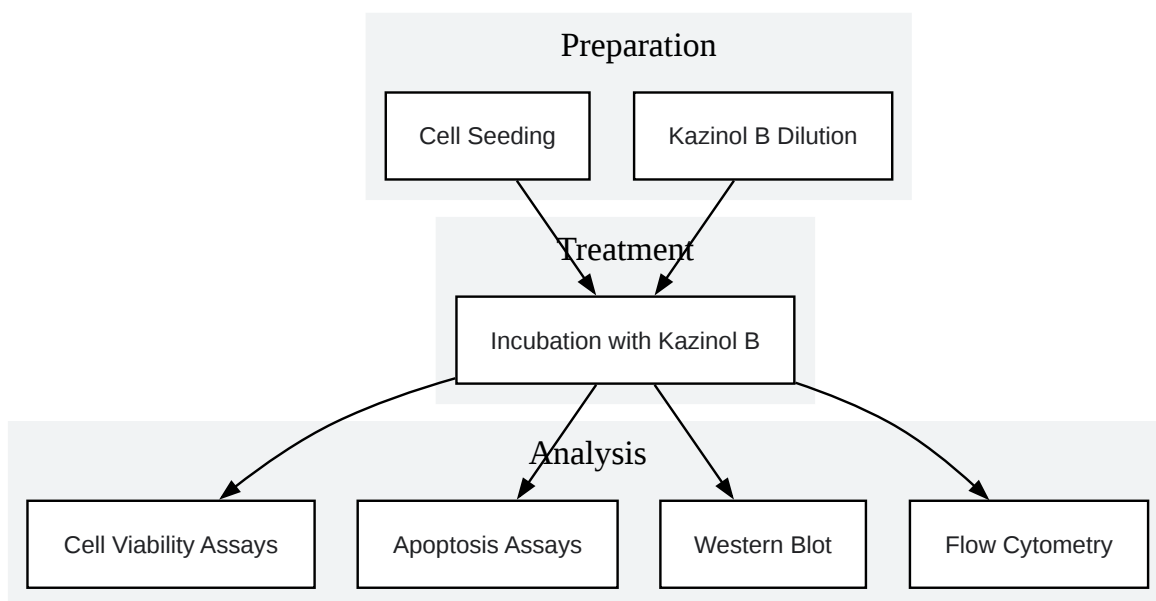 Preparation
Cell Seeding
Kazinol B Dilution
Treatment
Incubation with Kazinol B
Analysis
Cell Viability Assays
Apoptosis Assays
Western Blot
Flow Cytometry